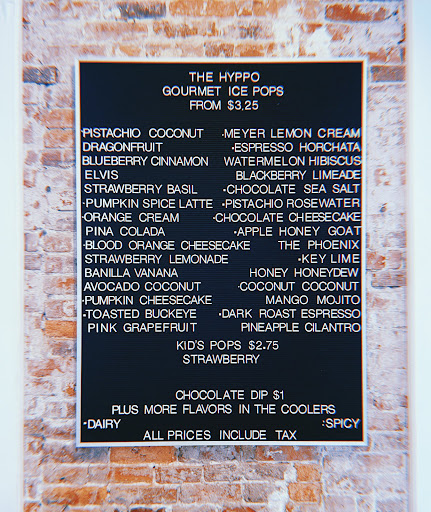 THE HYPPO
GOURMET ICE POPS
FROM $3.25
·PISTACHIO COCONUT ·MEYER LEMON CREAM
DRAGONFRUIT ·ESPRESSO HORCHATA
BLUEBERRY CINNAMON WATERMELON HIBISCUS
ELVIS BLACKBERRY LIMEADE
STRAWBERRY BASIL ·CHOCOLATE SEA SALT
·PUMPKIN SPICE LATTE ·PISTACHIO ROSEWATER
·ORANGE CREAM ·CHOCOLATE CHEESECAKE
PINA COLADA ·APPLE HONEY GOAT
·BLOOD ORANGE CHEESECAKE THE PHOENIX
STRAWBERRY LEMONADE ·KEY LIME
BANILLA VANANA HONEY HONEYDEW
AVOCADO COCONUT ·COCONUT COCONUT
·PUMPKIN CHEESECAKE MANGO MOJITO
·TOASTED BUCKEYE ·DARK ROAST ESPRESSO
PINK GRAPEFRUIT PINEAPPLE CILANTRO
KID'S POPS $2.75
STRAWBERRY
CHOCOLATE DIP $1
PLUS MORE FLAVORS IN THE COOLERS
·DAIRY :SPICY
ALL PRICES INCLUDE TAX